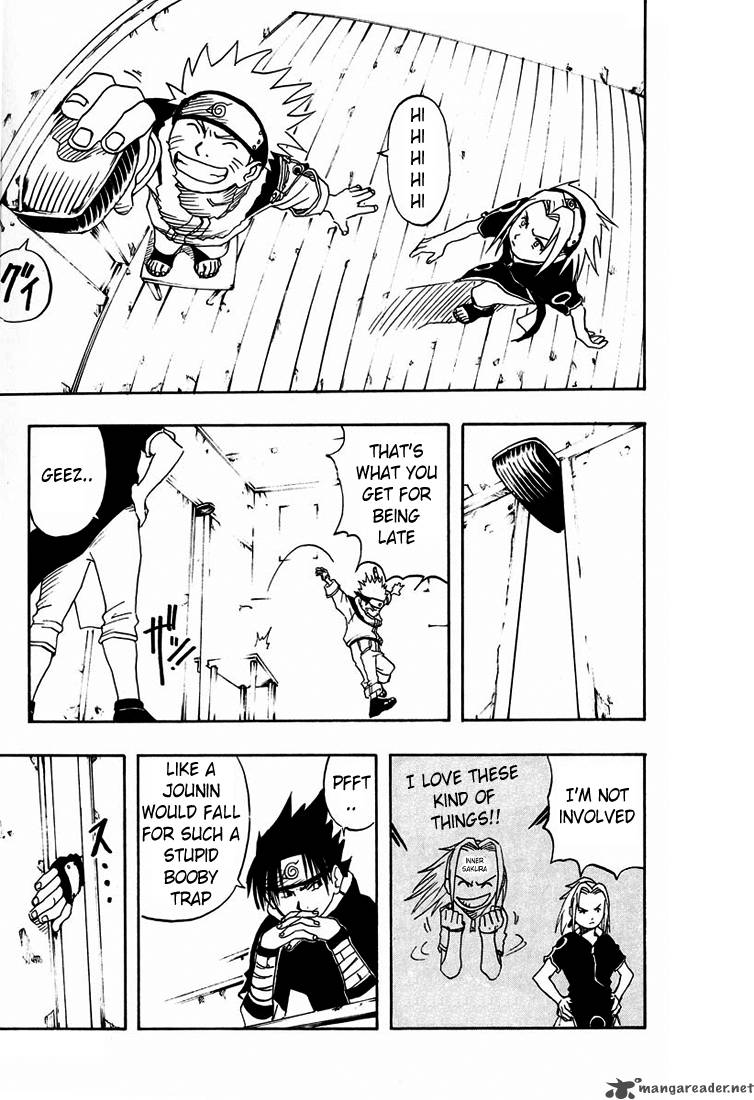 HI
HI
HI
HI
HI
グイ
THAT'S
WHAT YOU
GET FOR
BEING
LATE
GEEZ..
ザッ
I'M NOT
INVOLVED
I LOVE THESE
KIND OF
THINGS!!
INNER
SAKURA
PFFT
..
LIKE A
JOUNIN
WOULD FALL
FOR SUCH A
STUPID
BOOBY
TRAP
ス…
mangareader.net